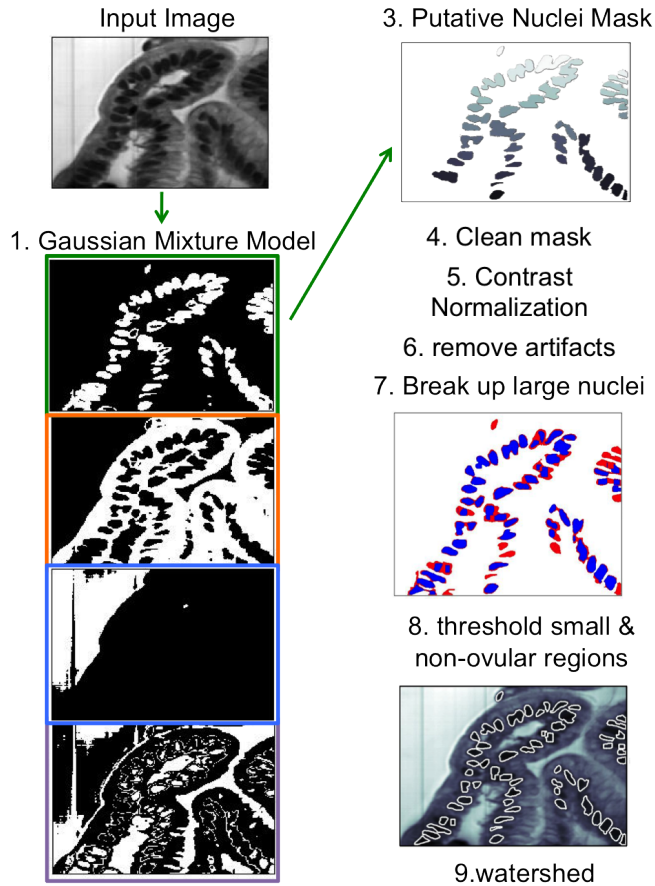 Input Image
1. Gaussian Mixture Model
3. Putative Nuclei Mask
4. Clean mask
5. Contrast
Normalization
6. remove artifacts
7. Break up large nuclei
8. threshold small &
non-ovular regions
9.watershed